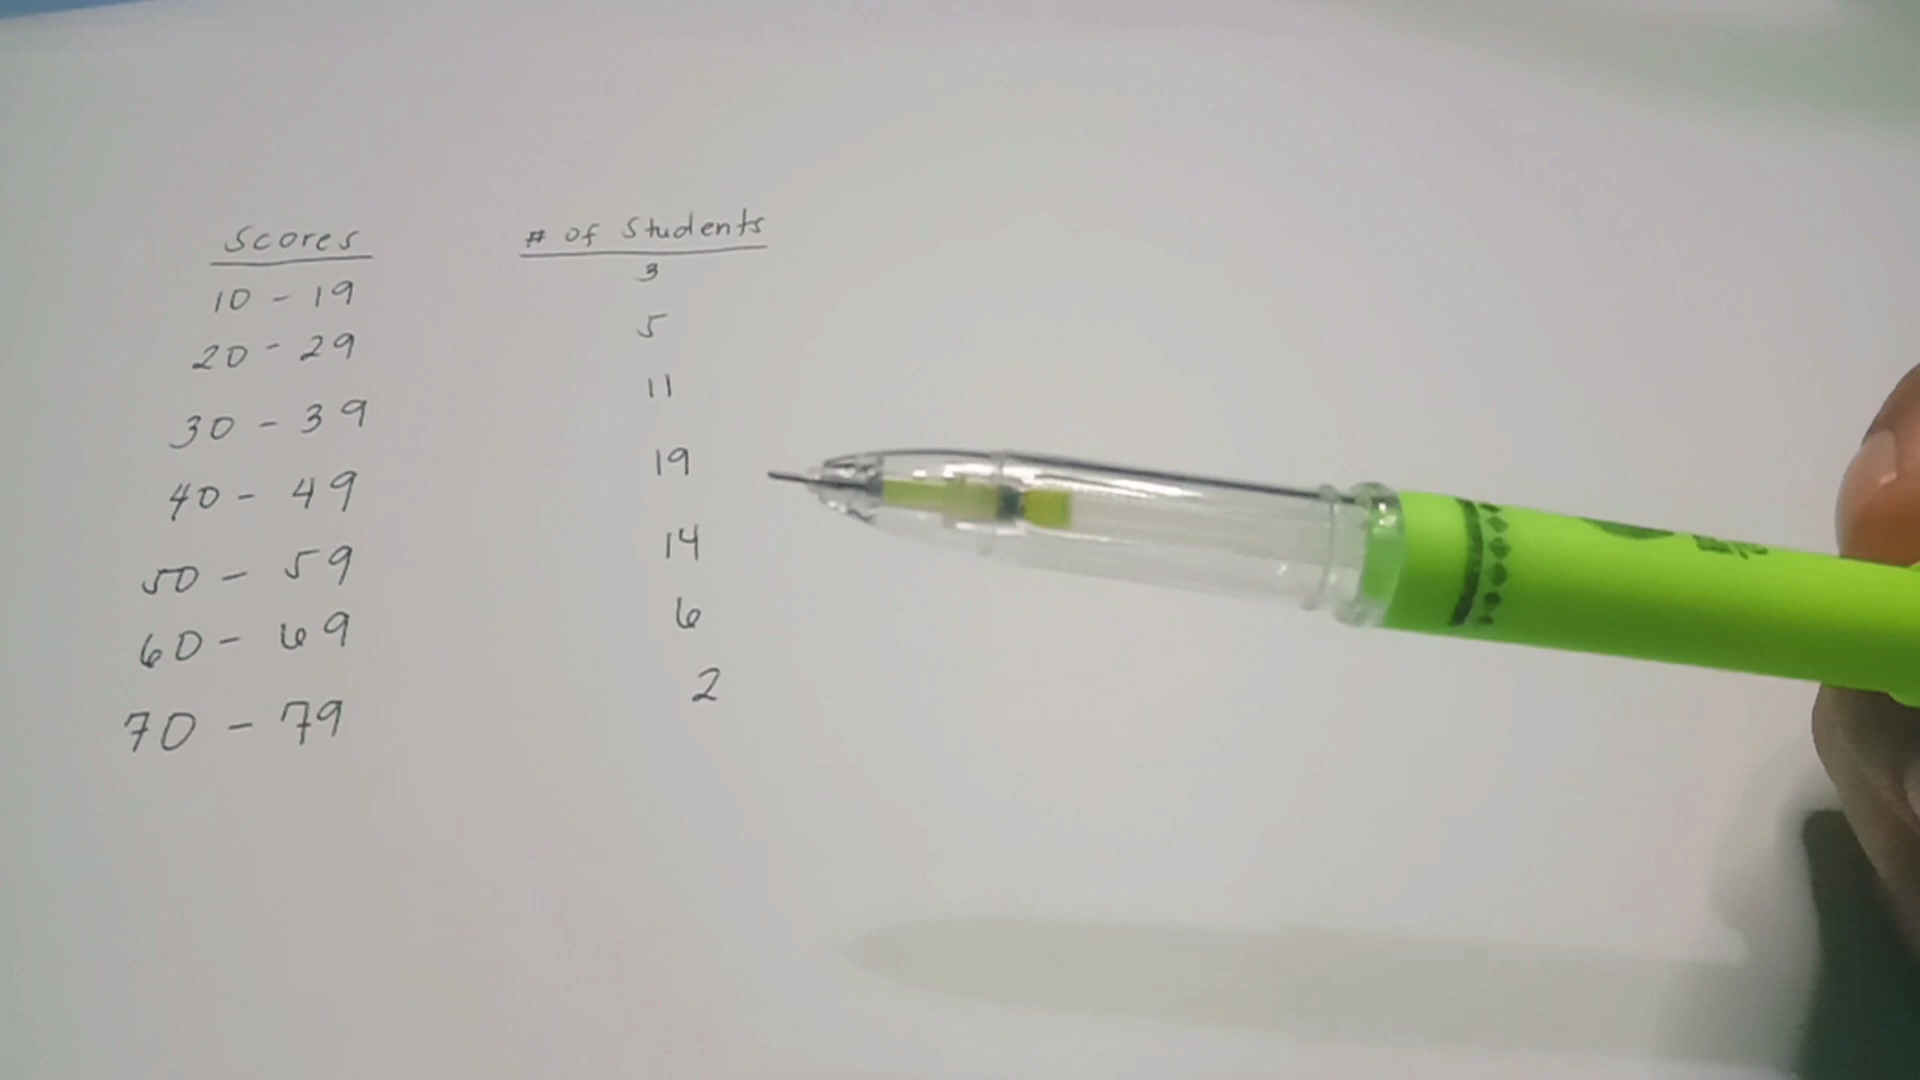 Scores # of Students
10 - 19 3
20 - 29 5
30 - 39 11
40 - 49 19
50 - 59 14
60 - 69 6
70 - 79 2